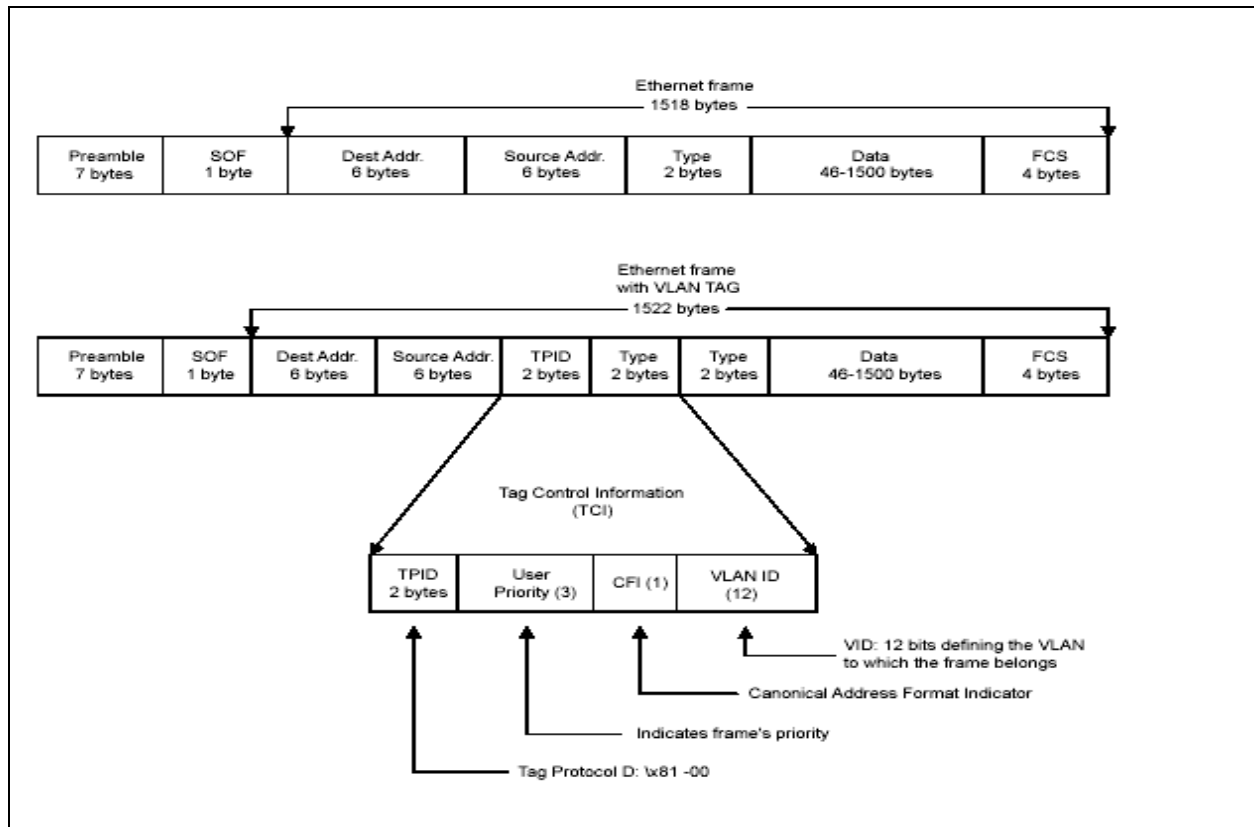 Ethernet frame
1518 bytes
Preamble
7 bytes
SOF
1 byte
Dest Addr.
6 bytes
Source Addr.
6 bytes
Type
2 bytes
Data
46-1500 bytes
FCS
4 bytes
Ethernet frame
with VLAN TAG
1522 bytes
Preamble
7 bytes
SOF
1 byte
Dest Addr.
6 bytes
Source Addr.
6 bytes
TPID
2 bytes
Type
2 bytes
Type
2 bytes
Data
46-1500 bytes
FCS
4 bytes
Tag Control Information
(TCI)
TPID
2 bytes
User
Priority (3)
CFI (1)
VLAN ID
(12)
VID: 12 bits defining the VLAN
to which the frame belongs
Canonical Address Format Indicator
Indicates frame's priority
Tag Protocol D: \x81 -00